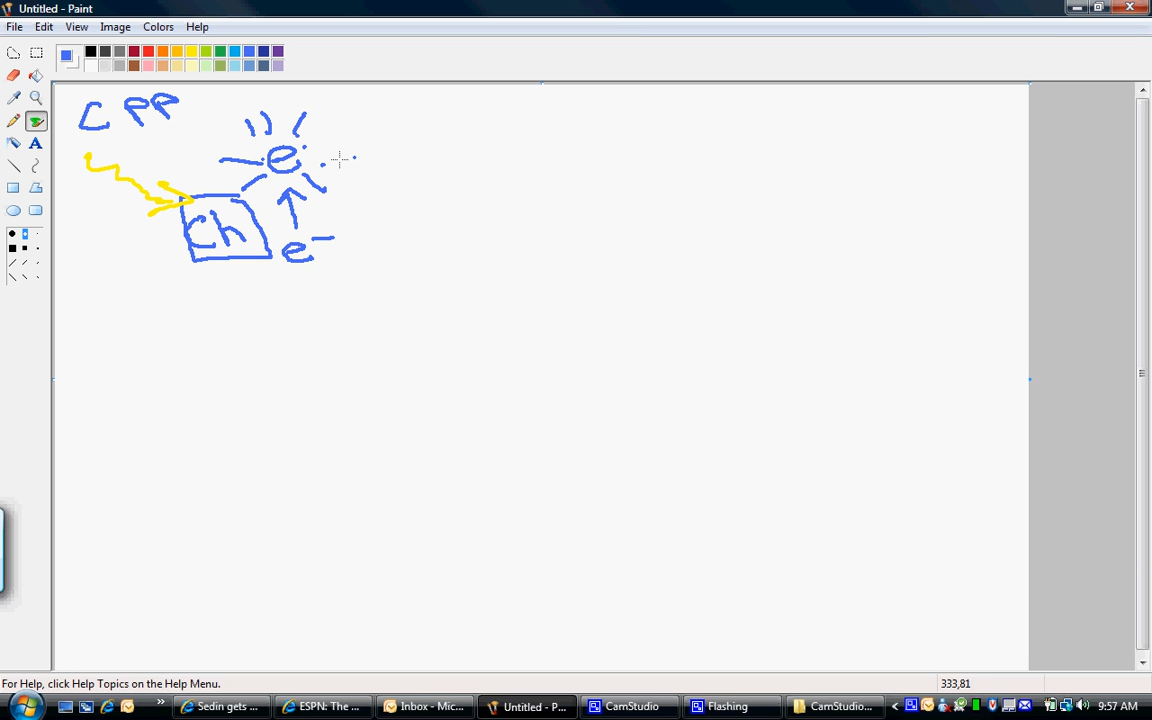 Untitled - Paint
File Edit View Image Colors Help
C PP
e
Ch
e-
For Help, click Help Topics on the Help Menu.
333,81
Sedin gets ...
ESPN: The ...
Inbox - Mic...
Untitled - P...
CamStudio
Flashing
CamStudio...
9:57 AM